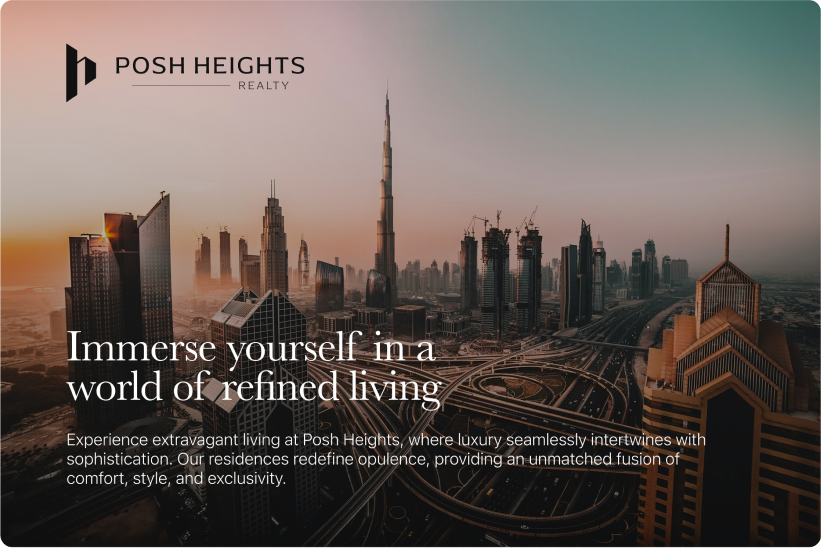 POSH HEIGHTS
REALTY
Immerse yourself in a
world of refined living
Experience extravagant living at Posh Heights, where luxury seamlessly intertwines with
sophistication. Our residences redefine opulence, providing an unmatched fusion of
comfort, style, and exclusivity.